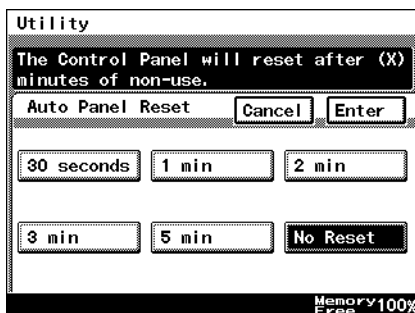 Utility
The Control Panel will reset after (X)
minutes of non-use.
Auto Panel Reset
Cancel
Enter
30 seconds
1 min
2 min
3 min
5 min
No Reset
Memory
Free
100%